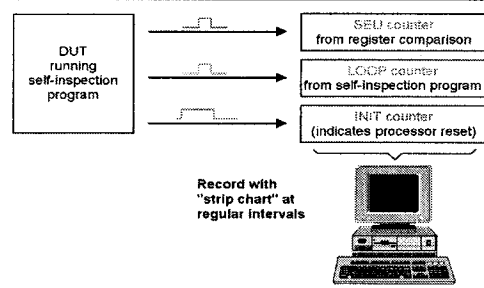 DUT
running
self-inspection
program
SEU counter
from register comparison
LOOP counter
from self-inspection program
INIT counter
(indicates processor reset)
Record with
"strip chart" at
regular intervals